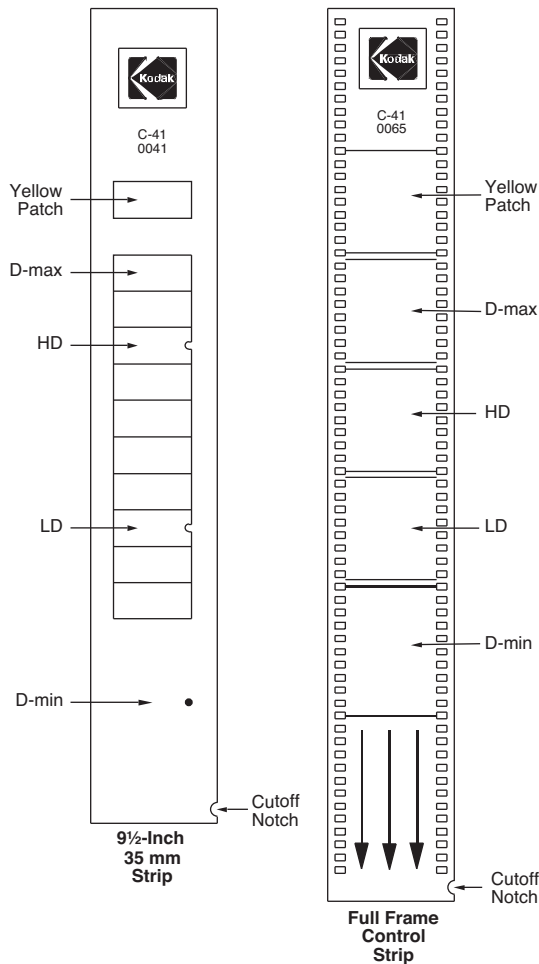 Kodak
C-41
0041
Yellow
Patch
D-max
HD
LD
D-min
Cutoff
Notch
9½-Inch
35 mm
Strip
Kodak
C-41
0065
Yellow
Patch
D-max
HD
LD
D-min
Cutoff
Notch
Full Frame
Control
Strip